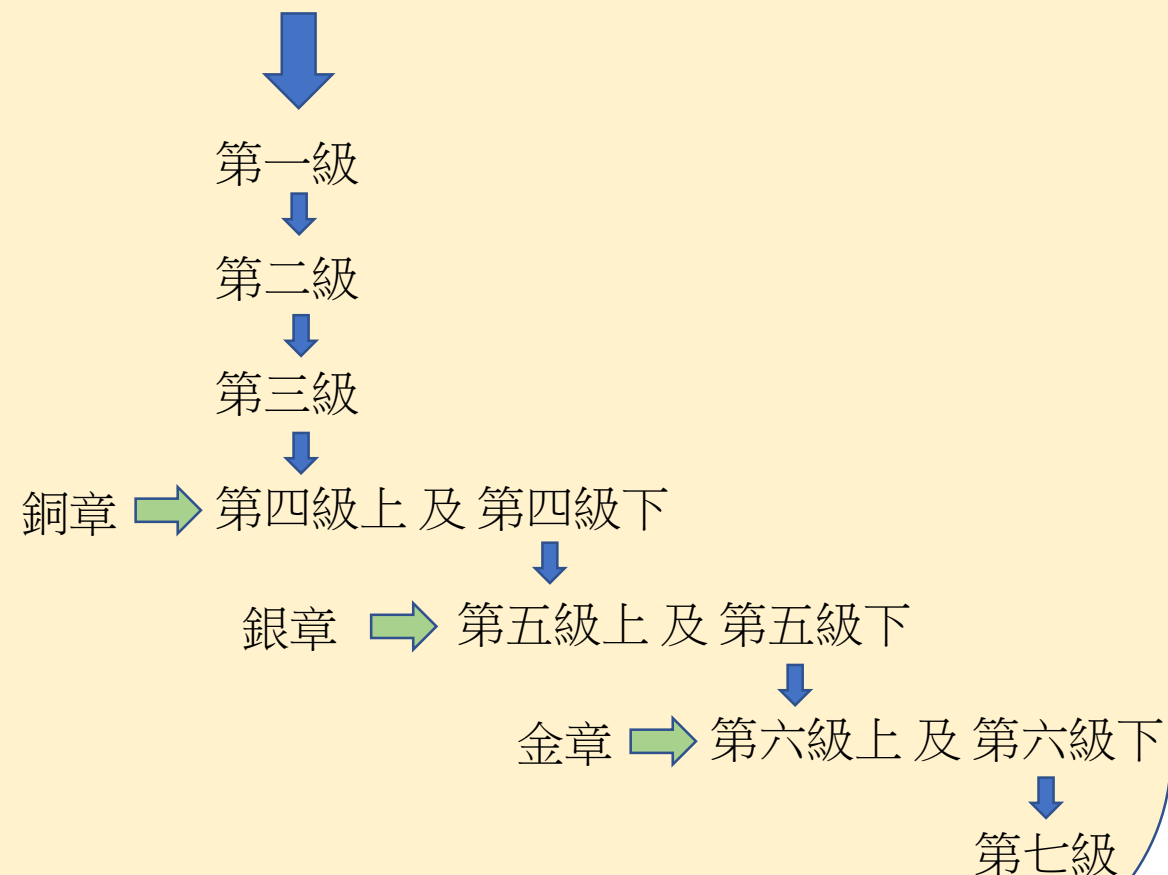 第一級
第二級
第三級
銅章 第四級上 及 第四級下
銀章 第五級上 及 第五級下
金章 第六級上 及 第六級下
第七級